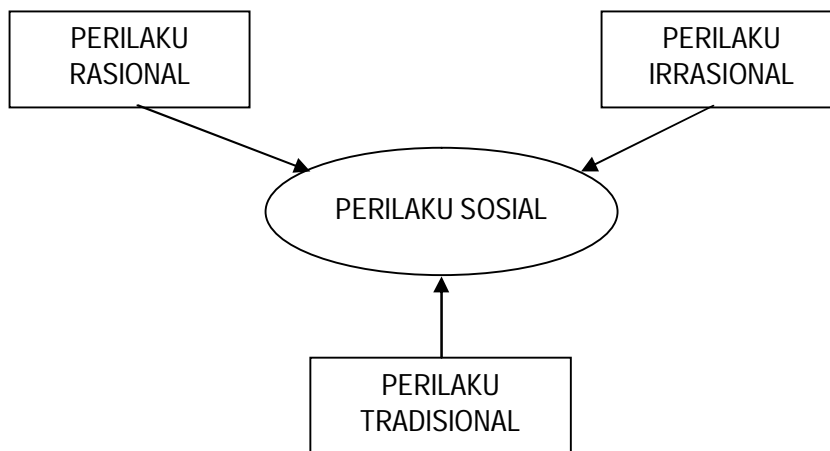 PERILAKU
RASIONAL
PERILAKU
IRRASIONAL
PERILAKU SOSIAL
PERILAKU
TRADISIONAL